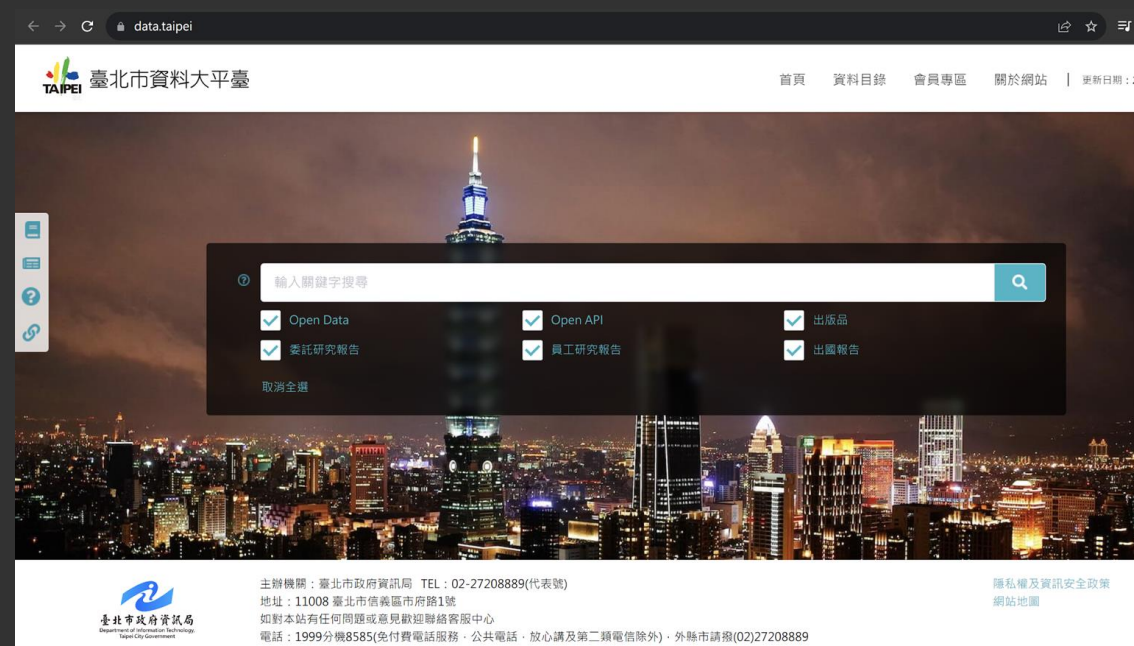 data.taipei
TAIPEI 臺北市資料大平臺
首頁 資料目錄 會員專區 關於網站 | 更新日期：2
輸入關鍵字搜尋
Open Data Open API 出版品
委託研究報告 員工研究報告 出國報告
取消全選
主辦機關：臺北市政府資訊局 TEL：02-27208889(代表號)
地址：11008 臺北市信義區市府路1號
如對本站有任何問題或意見歡迎聯絡客服中心
電話：1999分機8585(免付費電話服務，公共電話、放心講及第二類電信除外)，外縣市請撥(02)27208889
臺北市政府資訊局
Department of Information Technology,
Taipei City Government
隱私權及資訊安全政策
網站地圖